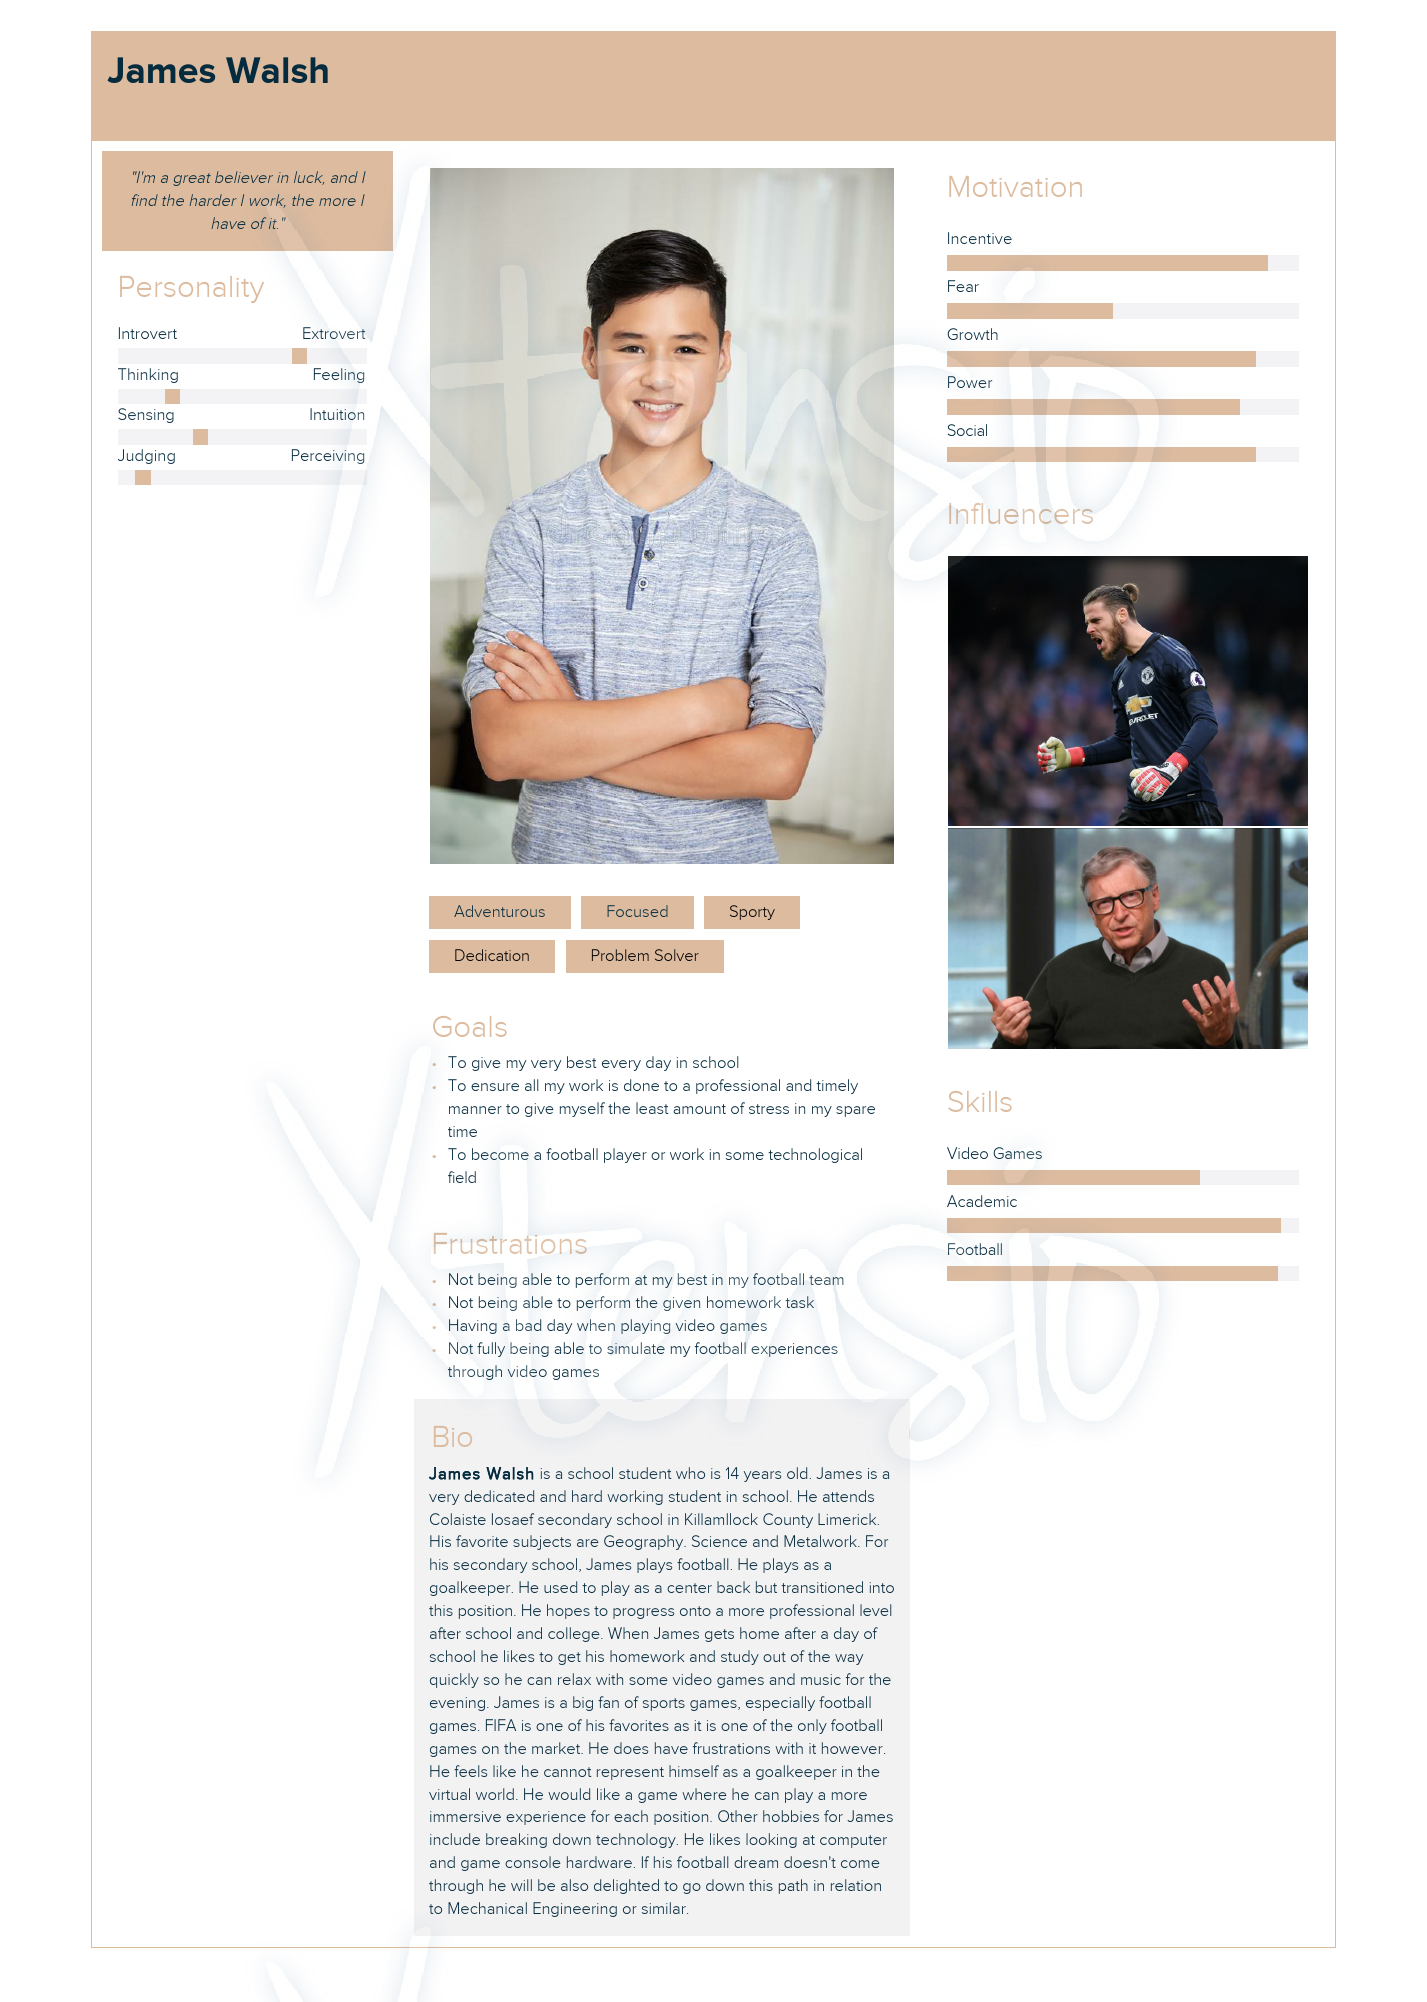 James Walsh
"I'm a great believer in luck, and I
find the harder I work, the more I
have of it."
Personality
Introvert Extrovert
Thinking Feeling
Sensing Intuition
Judging Perceiving
Adventurous Focused Sporty
Dedication Problem Solver
Goals
To give my very best every day in school
To ensure all my work is done to a professional and timely
manner to give myself the least amount of stress in my spare
time
To become a football player or work in some technological
field
Frustrations
Not being able to perform at my best in my football team
Not being able to perform the given homework task
Having a bad day when playing video games
Not fully being able to simulate my football experiences
through video games
Bio
James Walsh is a school student who is 14 years old. James is a
very dedicated and hard working student in school. He attends
Colaiste Iosaef secondary school in Killamllock County Limerick.
His favorite subjects are Geography. Science and Metalwork. For
his secondary school, James plays football. He plays as a
goalkeeper. He used to play as a center back but transitioned into
this position. He hopes to progress onto a more professional level
after school and college. When James gets home after a day of
school he likes to get his homework and study out of the way
quickly so he can relax with some video games and music for the
evening. James is a big fan of sports games, especially football
games. FIFA is one of his favorites as it is one of the only football
games on the market. He does have frustrations with it however.
He feels like he cannot represent himself as a goalkeeper in the
virtual world. He would like a game where he can play a more
immersive experience for each position. Other hobbies for James
include breaking down technology. He likes looking at computer
and game console hardware. If his football dream doesn't come
through he will be also delighted to go down this path in relation
to Mechanical Engineering or similar.
Motivation
Incentive
Fear
Growth
Power
Social
Influencers
CHEVROLET
Skills
Video Games
Academic
Football
Xtensio
Xtensio